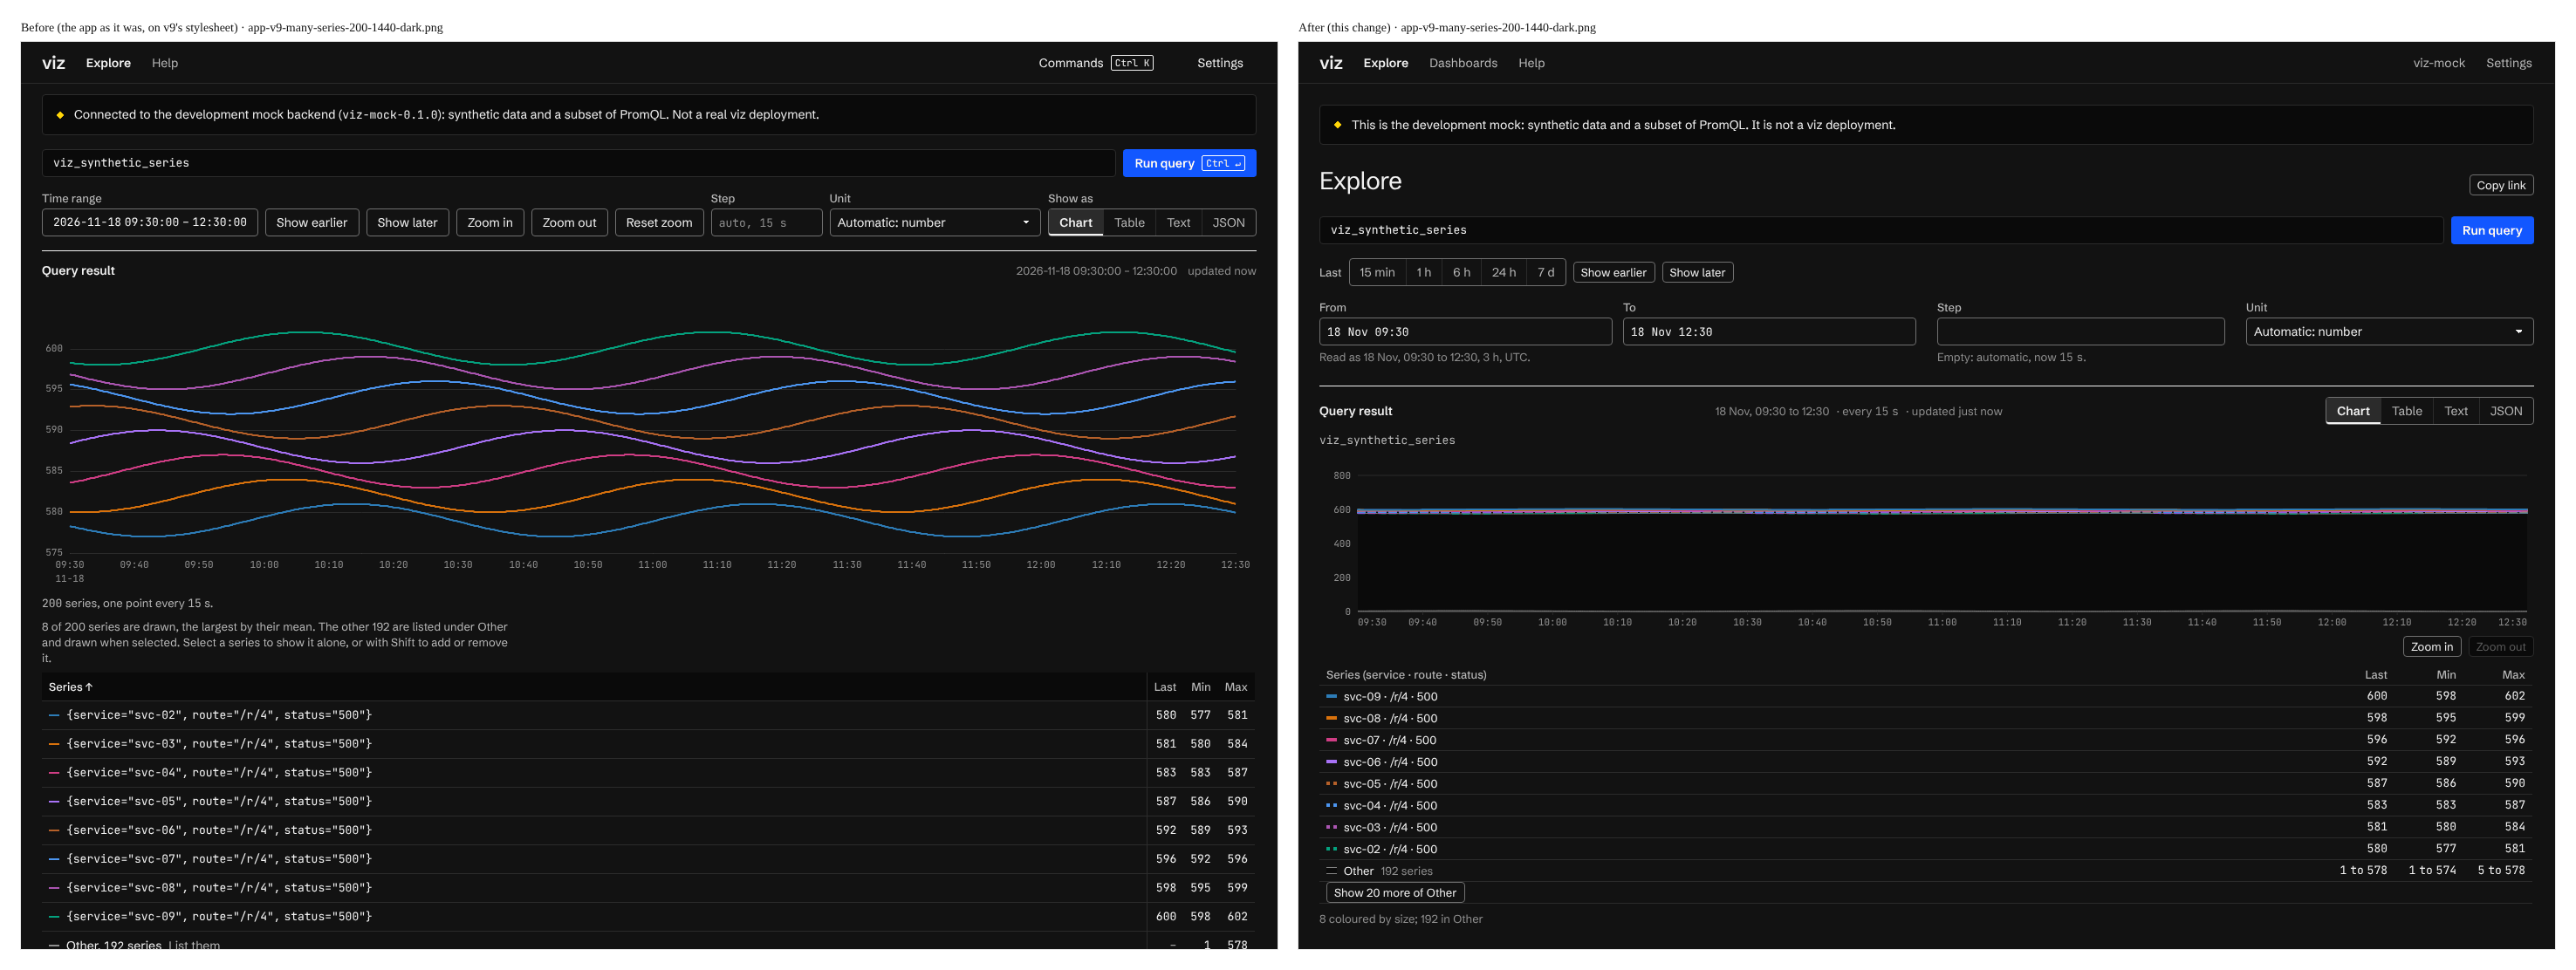 Before (the app as it was, on v9's stylesheet) · app-v9-many-series-200-1440-dark.png
viz Explore Help Commands Ctrl K Settings
Connected to the development mock backend (viz-mock-0.1.0): synthetic data and a subset of PromQL. Not a real viz deployment.
viz_synthetic_series Run query Ctrl ↵
Time range Step Unit Show as
2026-11-18 09:30:00 – 12:30:00 Show earlier Show later Zoom in Zoom out Reset zoom auto, 15 s Automatic: number Chart Table Text JSON
Query result 2026-11-18 09:30:00 – 12:30:00 updated now
600
595
590
585
580
575
09:30 09:40 09:50 10:00 10:10 10:20 10:30 10:40 10:50 11:00 11:10 11:20 11:30 11:40 11:50 12:00 12:10 12:20 12:30
11-18
200 series, one point every 15 s.
8 of 200 series are drawn, the largest by their mean. The other 192 are listed under Other
and drawn when selected. Select a series to show it alone, or with Shift to add or remove
it.
Series ↑ Last Min Max
{service="svc-02", route="/r/4", status="500"} 580 577 581
{service="svc-03", route="/r/4", status="500"} 581 580 584
{service="svc-04", route="/r/4", status="500"} 583 583 587
{service="svc-05", route="/r/4", status="500"} 587 586 590
{service="svc-06", route="/r/4", status="500"} 592 589 593
{service="svc-07", route="/r/4", status="500"} 596 592 596
{service="svc-08", route="/r/4", status="500"} 598 595 599
{service="svc-09", route="/r/4", status="500"} 600 598 602
Other, 192 series List them – 1 578
After (this change) · app-v9-many-series-200-1440-dark.png
viz Explore Dashboards Help viz-mock Settings
This is the development mock: synthetic data and a subset of PromQL. It is not a viz deployment.
Explore
Copy link
viz_synthetic_series Run query
Last 15 min 1 h 6 h 24 h 7 d Show earlier Show later
From To Step Unit
18 Nov 09:30 18 Nov 12:30 Automatic: number
Read as 18 Nov, 09:30 to 12:30, 3 h, UTC. Empty: automatic, now 15 s.
Query result 18 Nov, 09:30 to 12:30 · every 15 s · updated just now Chart Table Text JSON
viz_synthetic_series
800
600
400
200
0
09:30 09:40 09:50 10:00 10:10 10:20 10:30 10:40 10:50 11:00 11:10 11:20 11:30 11:40 11:50 12:00 12:10 12:20 12:30
Zoom in Zoom out
Series (service · route · status) Last Min Max
svc-09 · /r/4 · 500 600 598 602
svc-08 · /r/4 · 500 598 595 599
svc-07 · /r/4 · 500 596 592 596
svc-06 · /r/4 · 500 592 589 593
svc-05 · /r/4 · 500 587 586 590
svc-04 · /r/4 · 500 583 583 587
svc-03 · /r/4 · 500 581 580 584
svc-02 · /r/4 · 500 580 577 581
Other 192 series 1 to 578 1 to 574 5 to 578
Show 20 more of Other
8 coloured by size; 192 in Other